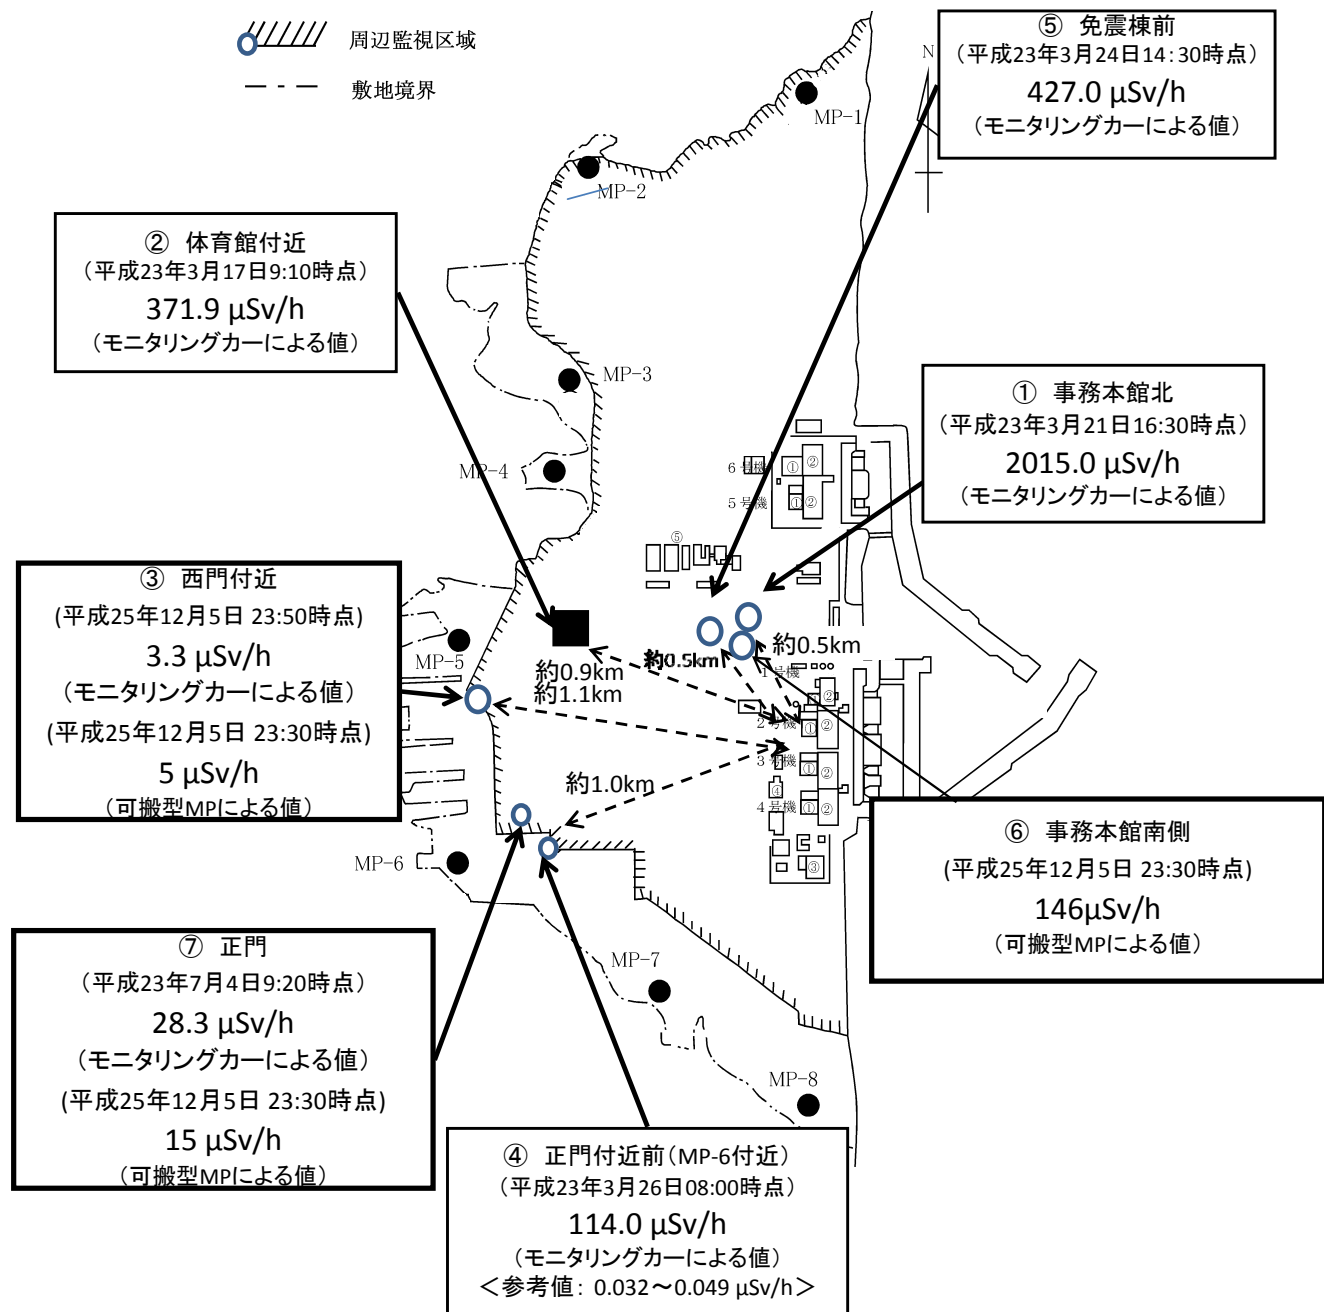 周辺監視区域
敷地境界
⑤ 免震棟前
(平成23年3月24日14:30時点)
427.0 μSv/h
(モニタリングカーによる値)
N
MP-1
MP-2
② 体育館付近
(平成23年3月17日9:10時点)
371.9 μSv/h
(モニタリングカーによる値)
MP-3
① 事務本館北
(平成23年3月21日16:30時点)
2015.0 μSv/h
(モニタリングカーによる値)
MP-4
6号機
①
②
5号機
①
②
⑤
③ 西門付近
(平成25年12月5日 23:50時点)
3.3 μSv/h
(モニタリングカーによる値)
(平成25年12月5日 23:30時点)
5 μSv/h
(可搬型MPによる値)
MP-5
約0.9km
約1.1km
約0.5km
約0.5km
1号機
②
2号機
①
②
3号機
①
②
④
4号機
①
②
③
約1.0km
MP-6
⑥ 事務本館南側
(平成25年12月5日 23:30時点)
146μSv/h
(可搬型MPによる値)
⑦ 正門
(平成23年7月4日9:20時点)
28.3 μSv/h
(モニタリングカーによる値)
(平成25年12月5日 23:30時点)
15 μSv/h
(可搬型MPによる値)
MP-7
MP-8
④ 正門付近前(MP-6付近)
(平成23年3月26日08:00時点)
114.0 μSv/h
(モニタリングカーによる値)
<参考値: 0.032～0.049 μSv/h>